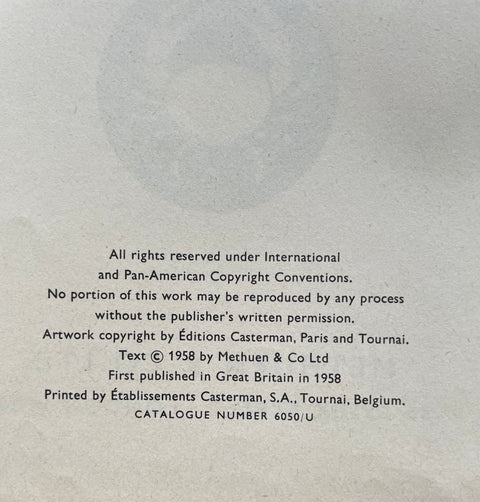 All rights reserved under International
and Pan-American Copyright Conventions.
No portion of this work may be reproduced by any process
without the publisher's written permission.
Artwork copyright by Éditions Casterman, Paris and Tournai.
Text © 1958 by Methuen & Co Ltd
First published in Great Britain in 1958
Printed by Établissements Casterman, S.A., Tournai, Belgium.
CATALOGUE NUMBER 6050/U